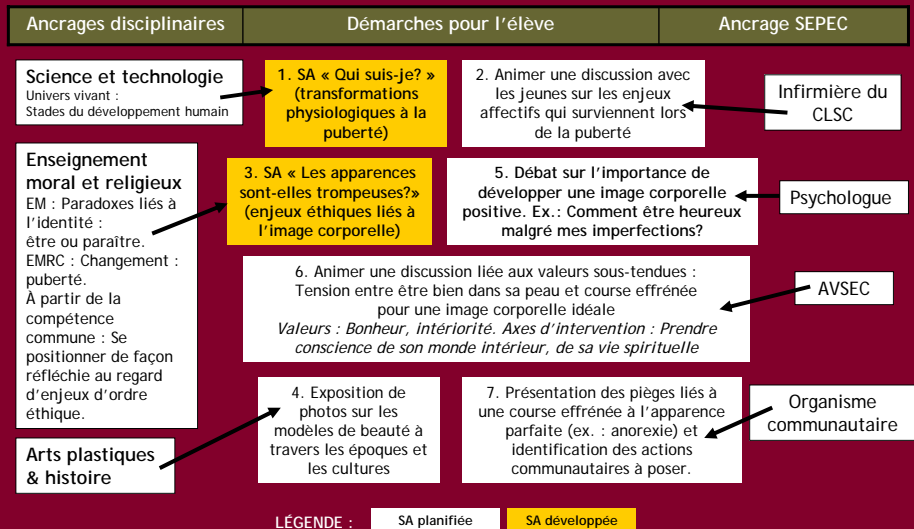 Ancrages disciplinaires
Démarches pour l'élève
Ancrage SEPEC
Science et technologie
Univers vivant :
Stades du développement humain
1. SA « Qui suis-je? »
(transformations
physiologiques à la
puberté)
2. Animer une discussion avec
les jeunes sur les enjeux
affectifs qui surviennent lors
de la puberté
Infirmière du
CLSC
Enseignement
moral et religieux
EM : Paradoxes liés à
l'identité :
être ou paraître.
EMRC : Changement :
puberté.
À partir de la
compétence
commune : Se
positionner de façon
réfléchie au regard
d'enjeux d'ordre
éthique.
3. SA « Les apparences
sont-elles trompeuses?»
(enjeux éthiques liés à
l'image corporelle)
5. Débat sur l'importance de
développer une image corporelle
positive. Ex.: Comment être heureux
malgré mes imperfections?
Psychologue
6. Animer une discussion liée aux valeurs sous-tendues :
Tension entre être bien dans sa peau et course effrénée
pour une image corporelle idéale
Valeurs : Bonheur, intériorité. Axes d'intervention : Prendre
conscience de son monde intérieur, de sa vie spirituelle
AVSEC
Arts plastiques
& histoire
4. Exposition de
photos sur les
modèles de beauté à
travers les époques et
les cultures
7. Présentation des pièges liés à
une course effrénée à l'apparence
parfaite (ex. : anorexie) et
identification des actions
communautaires à poser.
Organisme
communautaire
LÉGENDE :
SA planifiée
SA développée